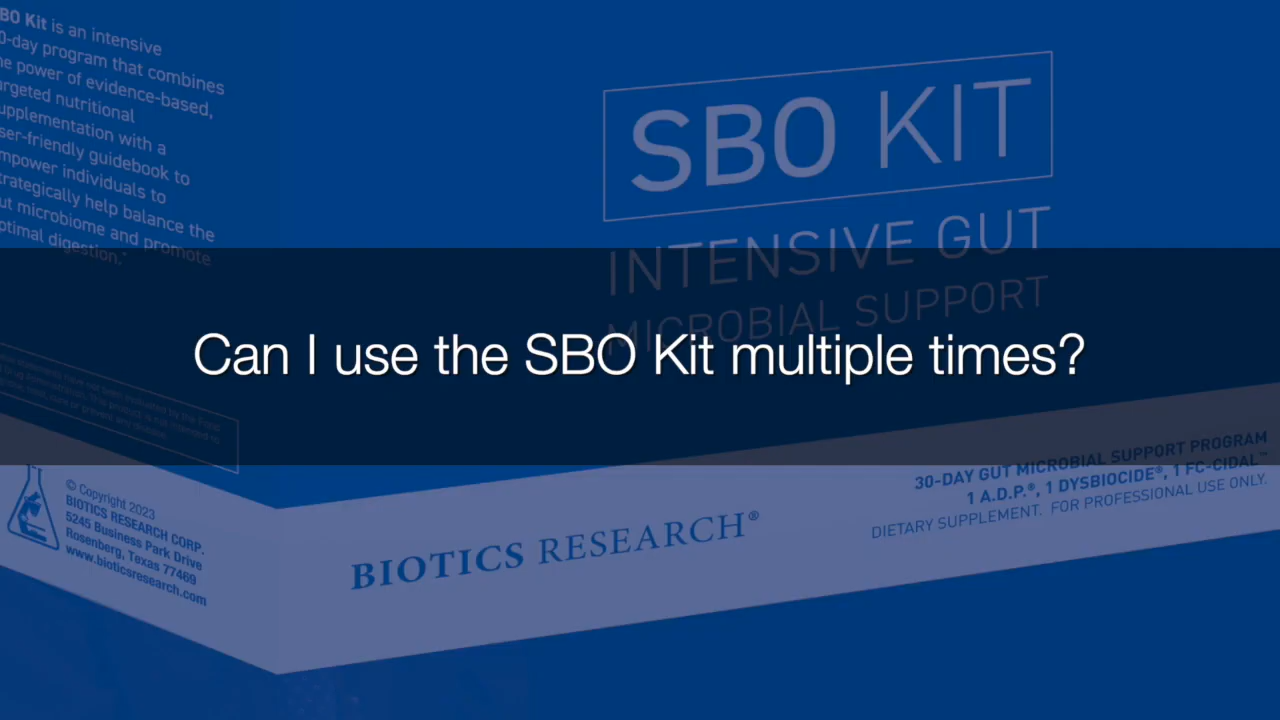 BO Kit is an intensive
0-day program that combines
he power of evidence-based,
argeted nutritional
upplementation with a
ser-friendly guidebook to
mpower individuals to
trategically help balance the
ut microbiome and promote
ptimal digestion.*
SBO KIT
INTENSIVE GUT
MICROBIAL SUPPORT
Can I use the SBO Kit multiple times?
© Copyright 2023
BIOTICS RESEARCH CORP.
5245 Business Park Drive
Rosenberg, Texas 77469
www.bioticsresearch.com
BIOTICS RESEARCH®
30-DAY GUT MICROBIAL SUPPORT PROGRAM
1 A.D.P.®, 1 DYSBIOCIDE®, 1 FC-CIDAL™
DIETARY SUPPLEMENT. FOR PROFESSIONAL USE ONLY.